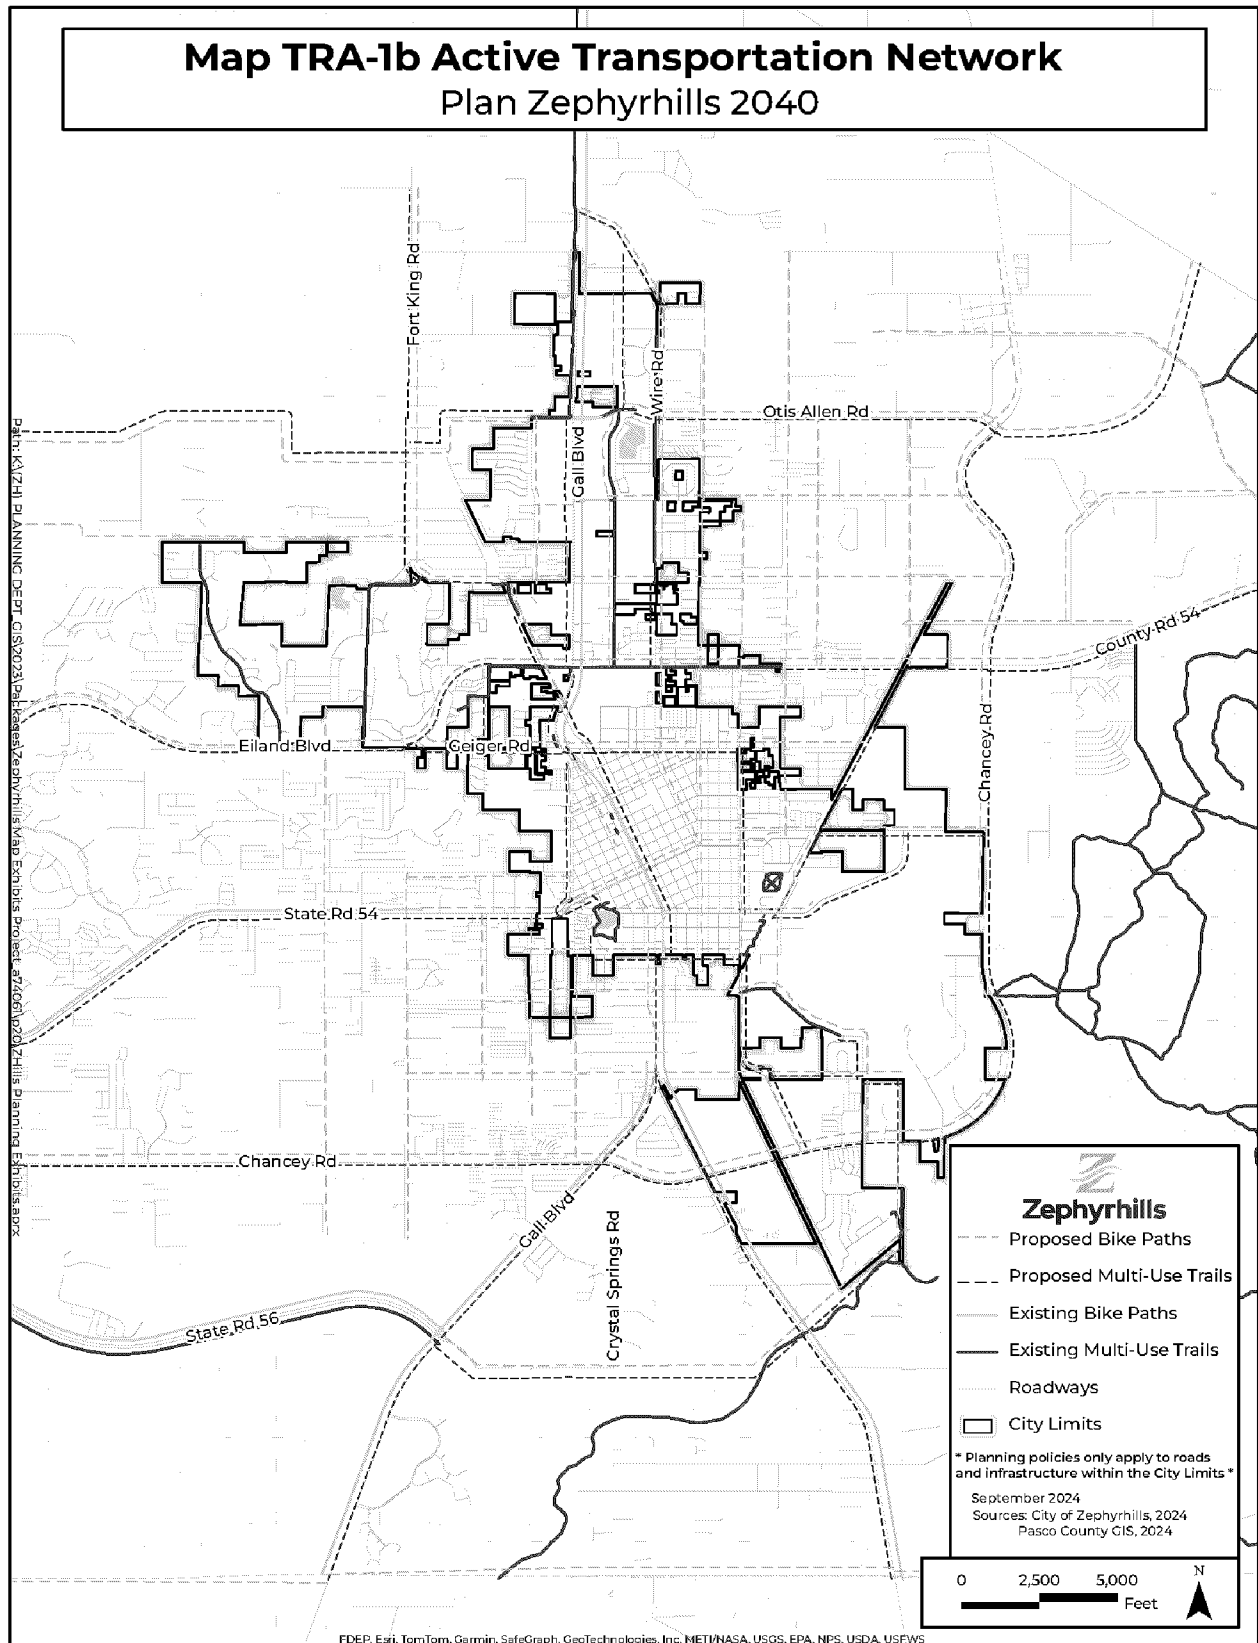 Map TRA-1b Active Transportation Network
Plan Zephyrhills 2040
Fort King Rd
Wire Rd
Otis Allen Rd
Gall Blvd
County Rd 54
Chancey Rd
Eiland Blvd
Geiger Rd
State Rd 54
Chancey Rd
Gall Blvd
Crystal Springs Rd
State Rd 56
Zephyrhills
Proposed Bike Paths
Proposed Multi-Use Trails
Existing Bike Paths
Existing Multi-Use Trails
Roadways
City Limits
* Planning policies only apply to roads
and infrastructure within the City Limits *
September 2024
Sources: City of Zephyrhills, 2024
Pasco County GIS, 2024
0 2,500 5,000
Feet
N
FDEP, Esri, TomTom, Garmin, SafeGraph, GeoTechnologies, Inc, METI/NASA, USGS, EPA, NPS, USDA, USFWS